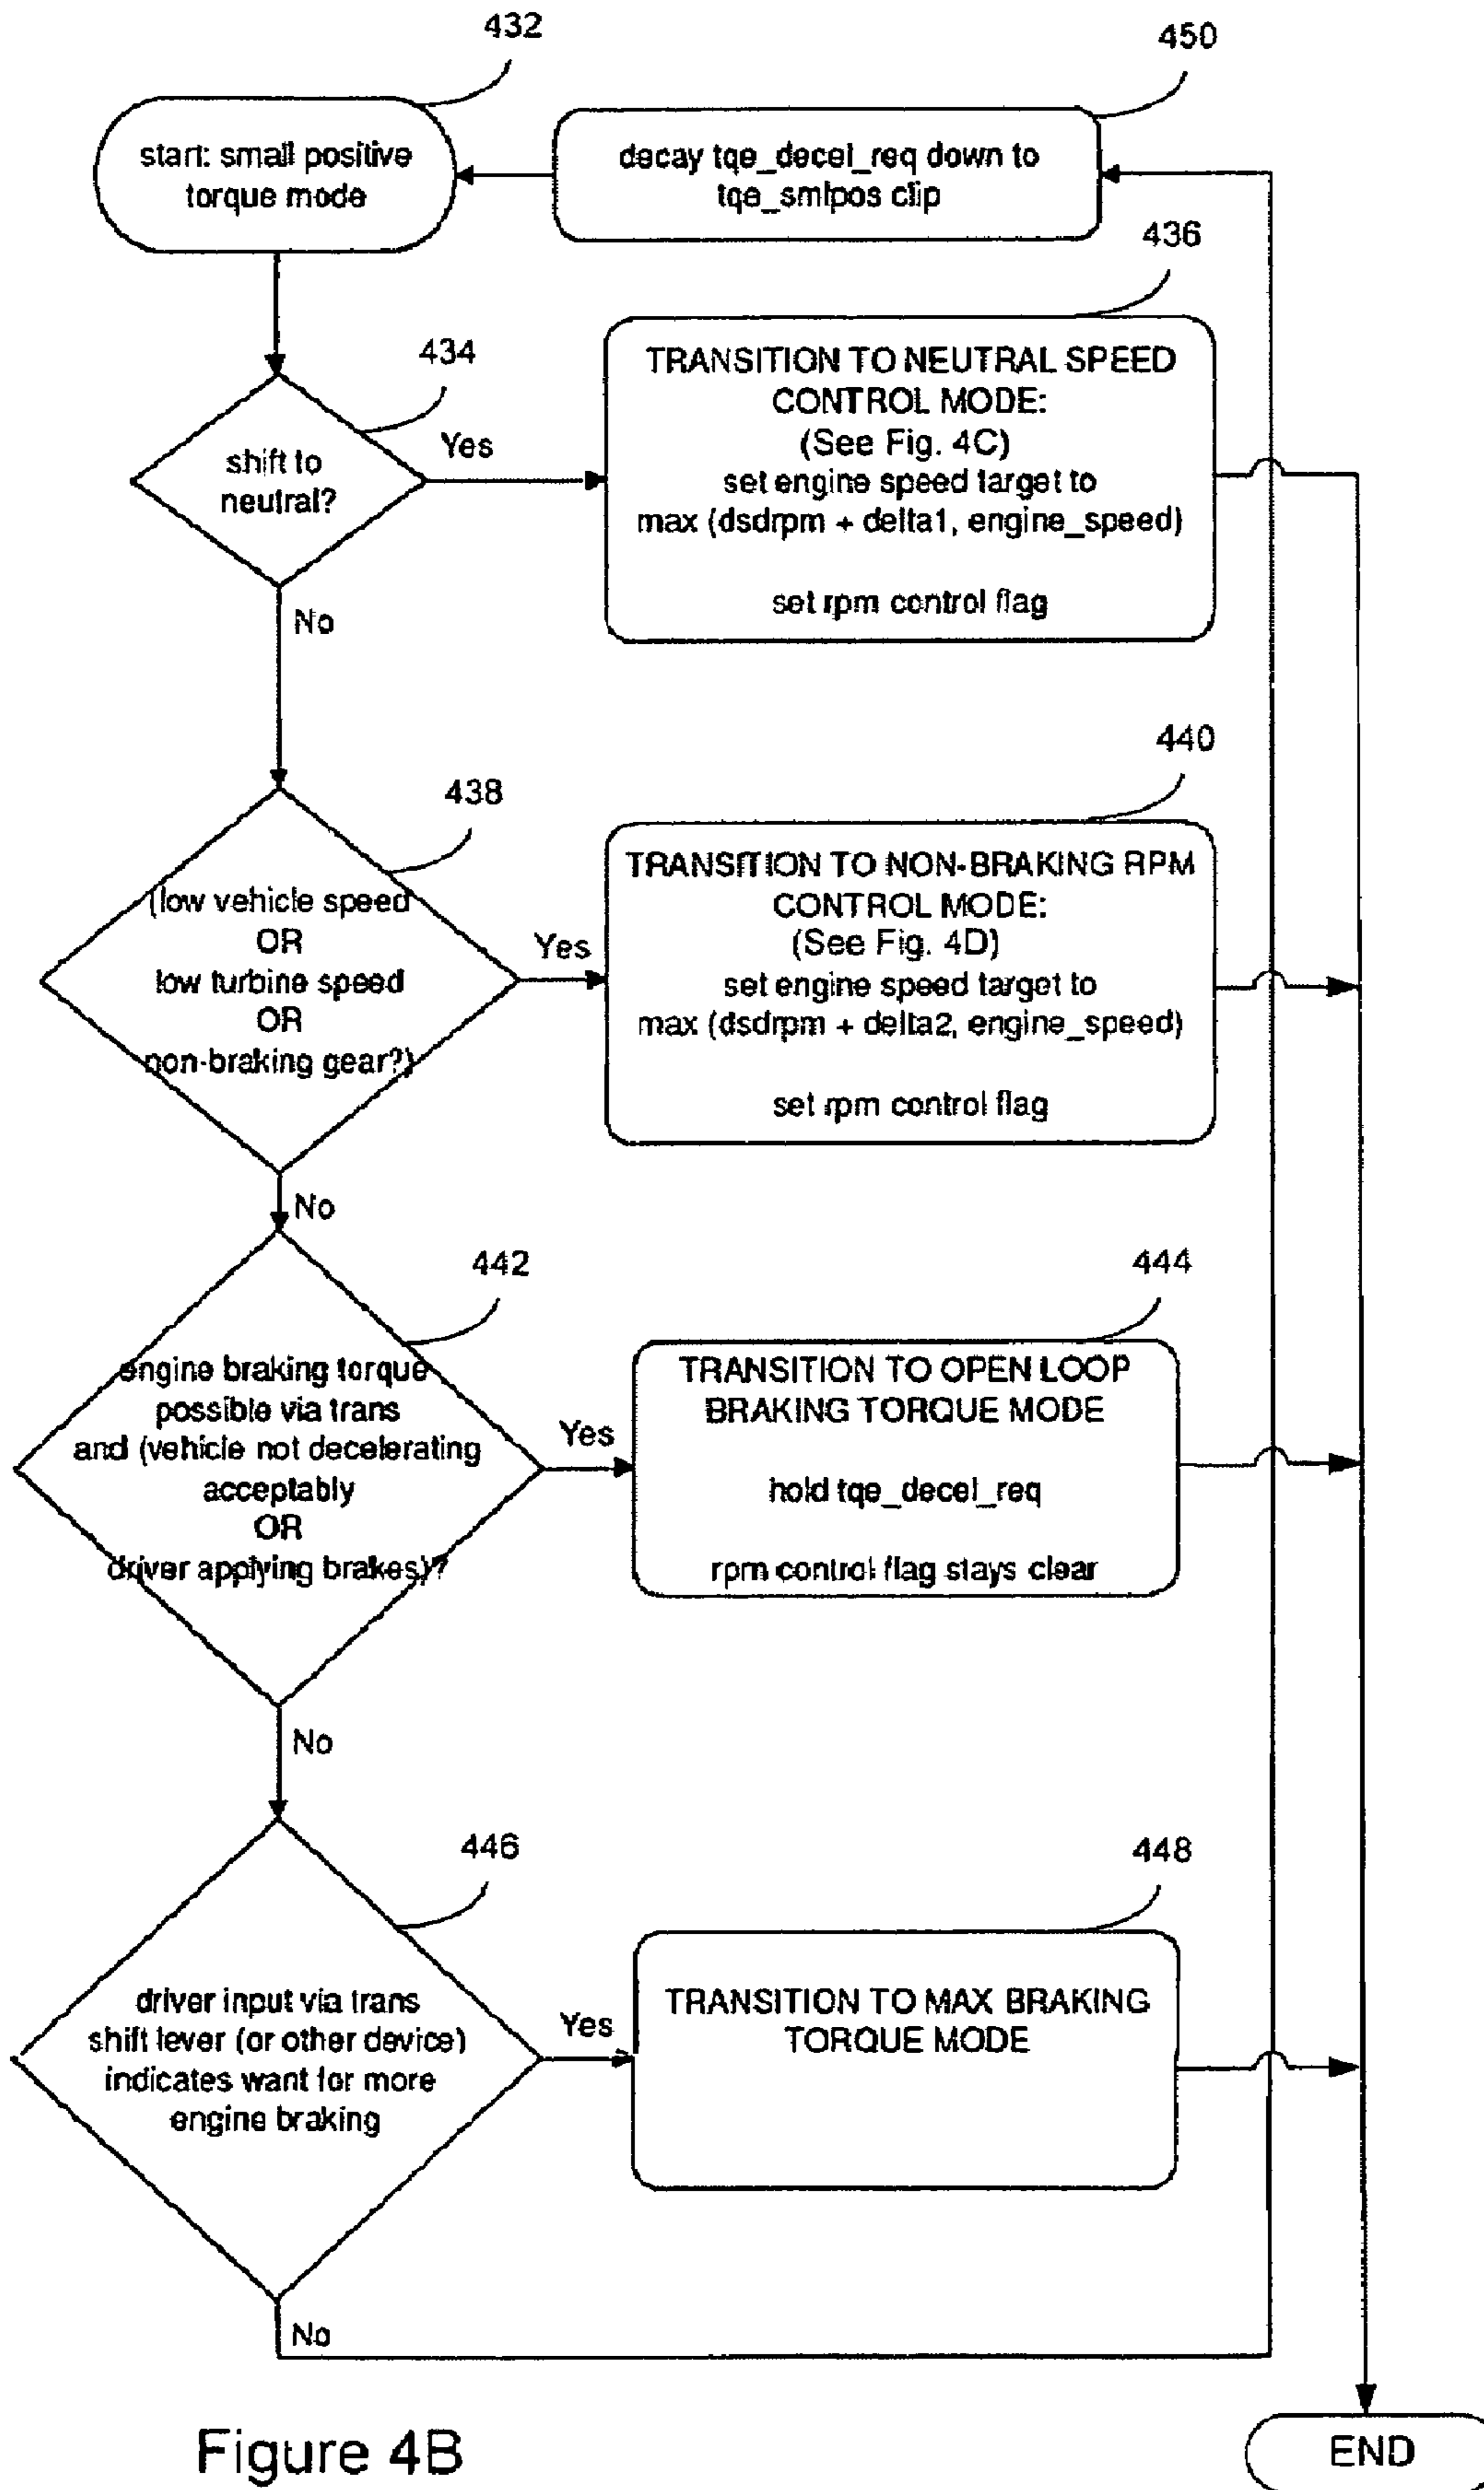 432
450
start: small positive
torque mode
decay tqe_decel_req down to
tqe_smlpos clip
436
434
TRANSITION TO NEUTRAL SPEED
CONTROL MODE:
(See Fig. 4C)
set engine speed target to
max (dsdrpm + delta1, engine_speed)
set rpm control flag
shift to
neutral?
Yes
No
440
438
TRANSITION TO NON-BRAKING RPM
CONTROL MODE:
(See Fig. 4D)
set engine speed target to
max (dsdrpm + delta2, engine_speed)
set rpm control flag
(low vehicle speed
OR
low turbine speed
OR
non-braking gear?)
Yes
No
442
444
engine braking torque
possible via trans
and (vehicle not decelerating
acceptably
OR
driver applying brakes)?
Yes
TRANSITION TO OPEN LOOP
BRAKING TORQUE MODE
hold tqe_decel_req
rpm control flag stays clear
No
446
448
driver input via trans
shift lever (or other device)
indicates want for more
engine braking
Yes
TRANSITION TO MAX BRAKING
TORQUE MODE
No
Figure 4B
END